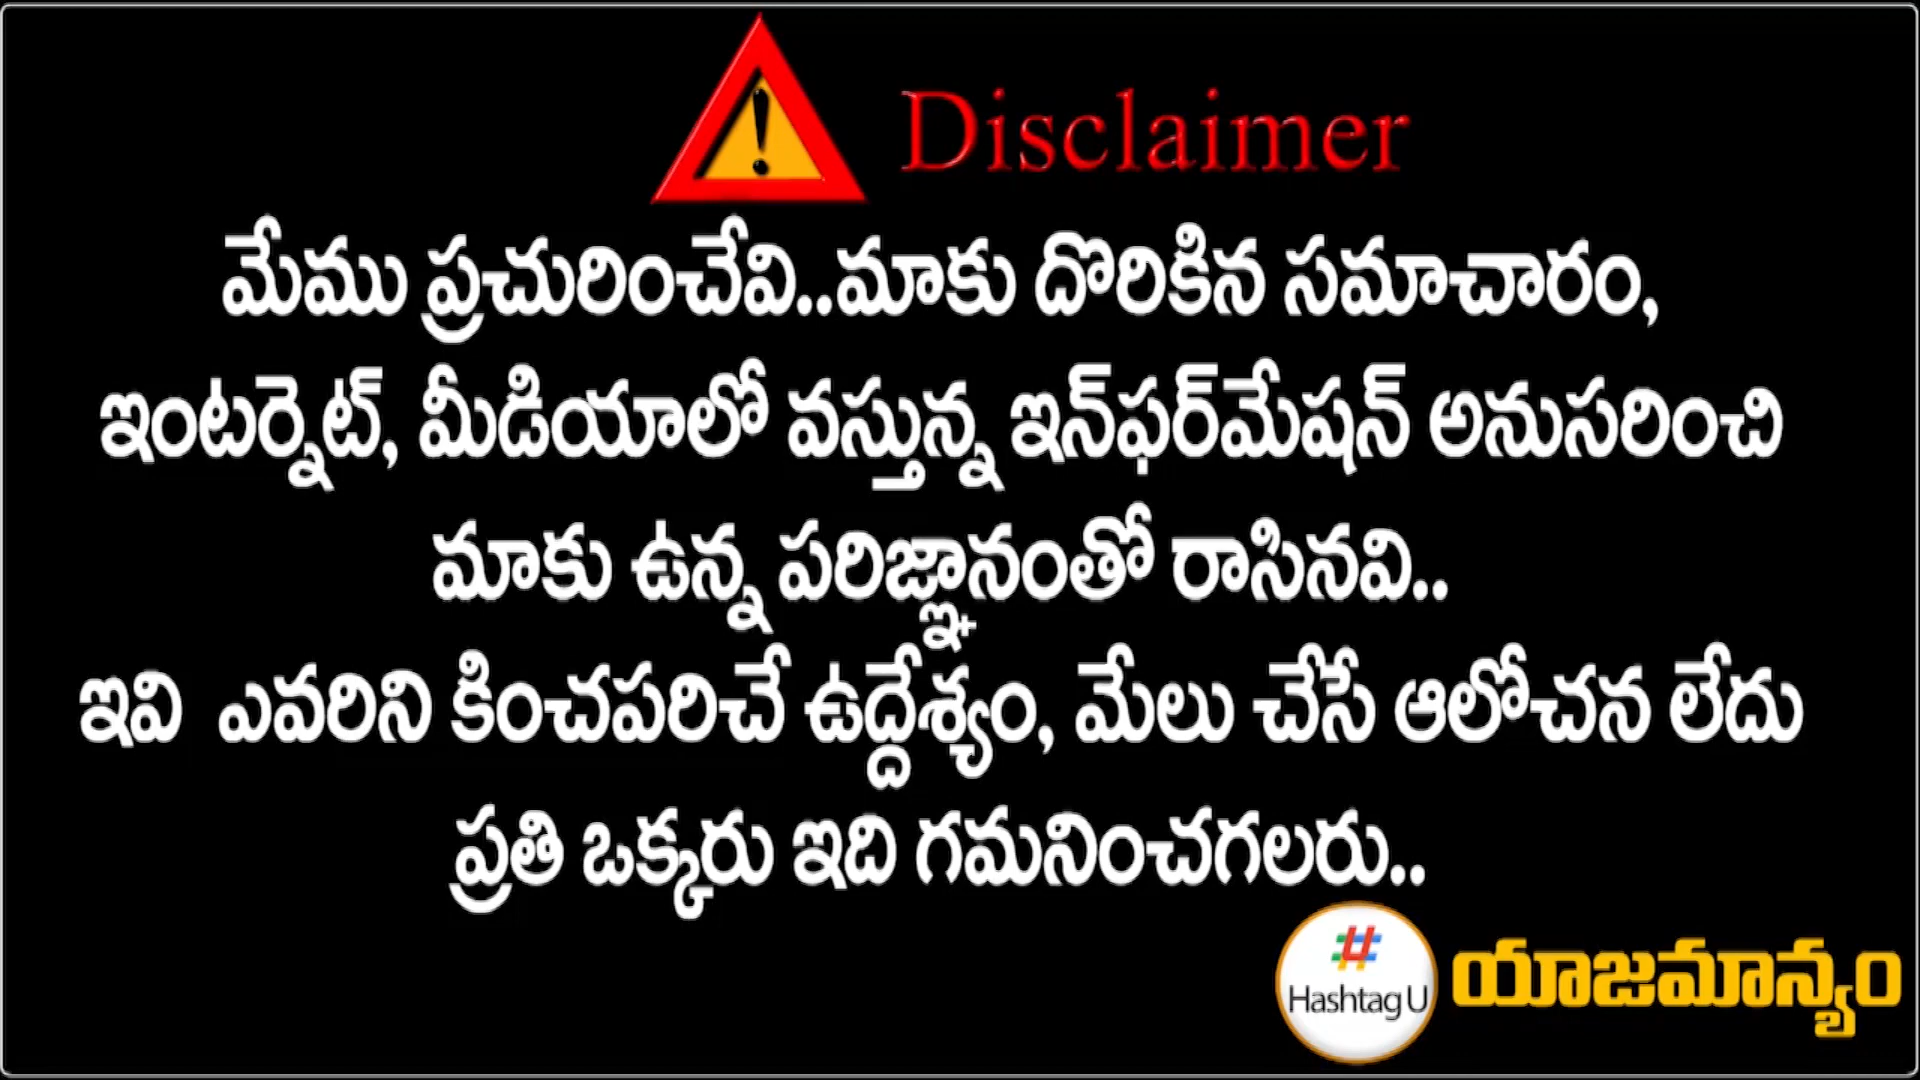 Disclaimer
మేము ప్రచురించేవి..మాకు దొరికిన సమాచారం,
ఇంటర్నెట్, మీడియాలో వస్తున్న ఇన్‌ఫర్‌మేషన్ అనుసరించి
మాకు ఉన్న పరిజ్ఞానంతో రాసినవి..
ఇవి ఎవరిని కించపరిచే ఉద్దేశ్యం, మేలు చేసే ఆలోచన లేదు
ప్రతి ఒక్కరు ఇది గమనించగలరు..
#
Hashtag U యాజమాన్యం